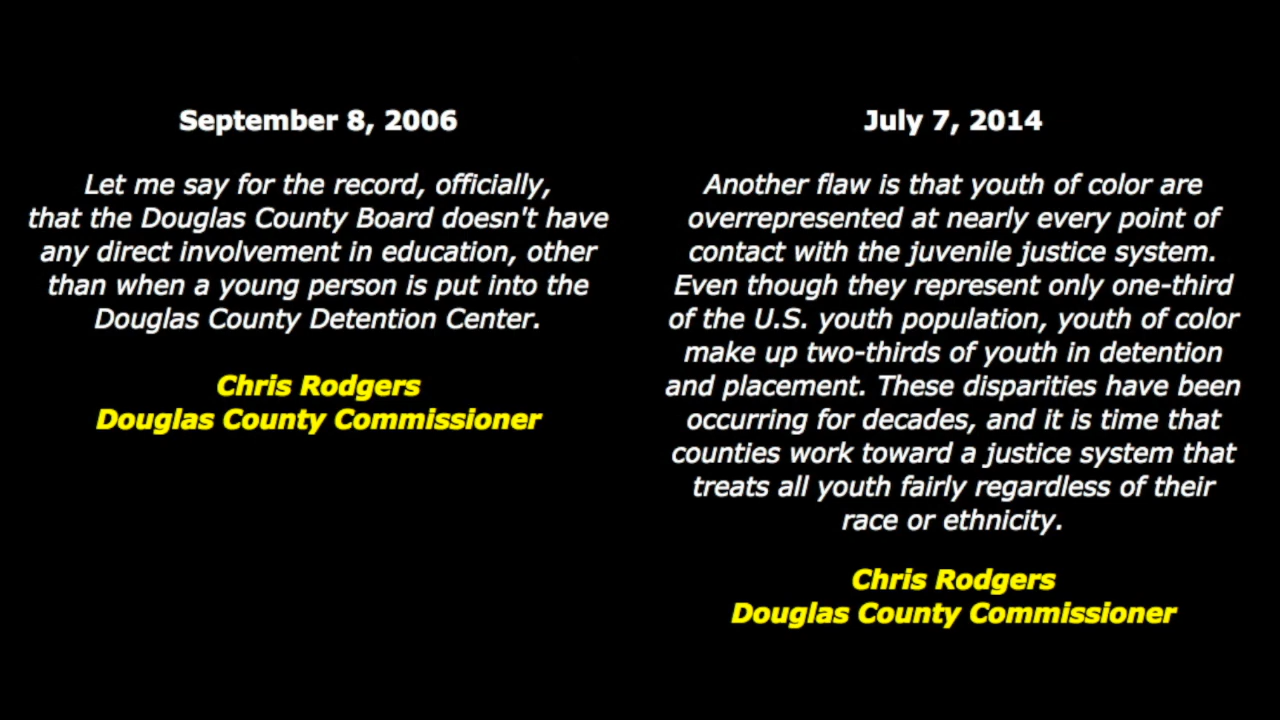 September 8, 2006
Let me say for the record, officially,
that the Douglas County Board doesn't have
any direct involvement in education, other
than when a young person is put into the
Douglas County Detention Center.
Chris Rodgers
Douglas County Commissioner
July 7, 2014
Another flaw is that youth of color are
overrepresented at nearly every point of
contact with the juvenile justice system.
Even though they represent only one-third
of the U.S. youth population, youth of color
make up two-thirds of youth in detention
and placement. These disparities have been
occurring for decades, and it is time that
counties work toward a justice system that
treats all youth fairly regardless of their
race or ethnicity.
Chris Rodgers
Douglas County Commissioner